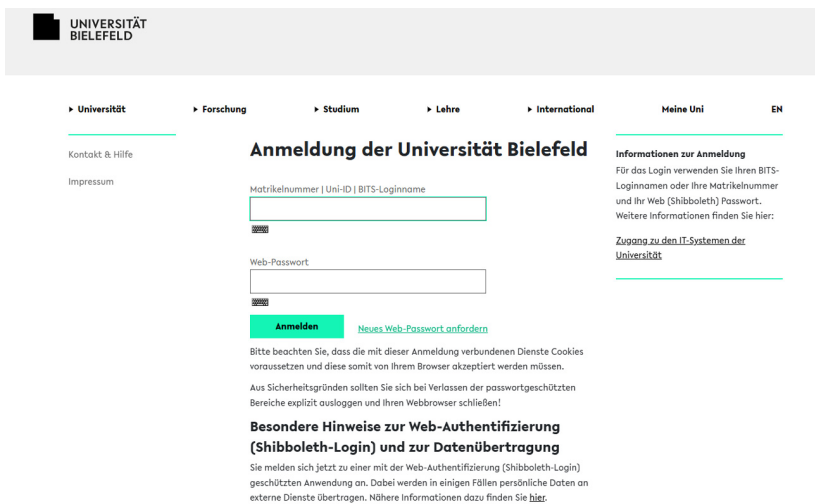 UNIVERSITÄT
BIELEFELD
Universität
Forschung
Studium
Lehre
International
Meine Uni
EN
Kontakt & Hilfe
Impressum
Anmeldung der Universität Bielefeld
Matrikelnummer | Uni-ID | BITS-Loginname
Web-Passwort
Anmelden
Neues Web-Passwort anfordern
Bitte beachten Sie, dass die mit dieser Anmeldung verbundenen Dienste Cookies
voraussetzen und diese somit von Ihrem Browser akzeptiert werden müssen.
Aus Sicherheitsgründen sollten Sie sich bei Verlassen der passwortgeschützten
Bereiche explizit ausloggen und Ihren Webbrowser schließen!
Besondere Hinweise zur Web-Authentifizierung
(Shibboleth-Login) und zur Datenübertragung
Sie melden sich jetzt zu einer mit der Web-Authentifizierung (Shibboleth-Login)
geschützten Anwendung an. Dabei werden in einigen Fällen persönliche Daten an
externe Dienste übertragen. Nähere Informationen dazu finden Sie hier.
Informationen zur Anmeldung
Für das Login verwenden Sie Ihren BITS-
Loginnamen oder Ihre Matrikelnummer
und Ihr Web (Shibboleth) Passwort.
Weitere Informationen finden Sie hier:
Zugang zu den IT-Systemen der
Universität